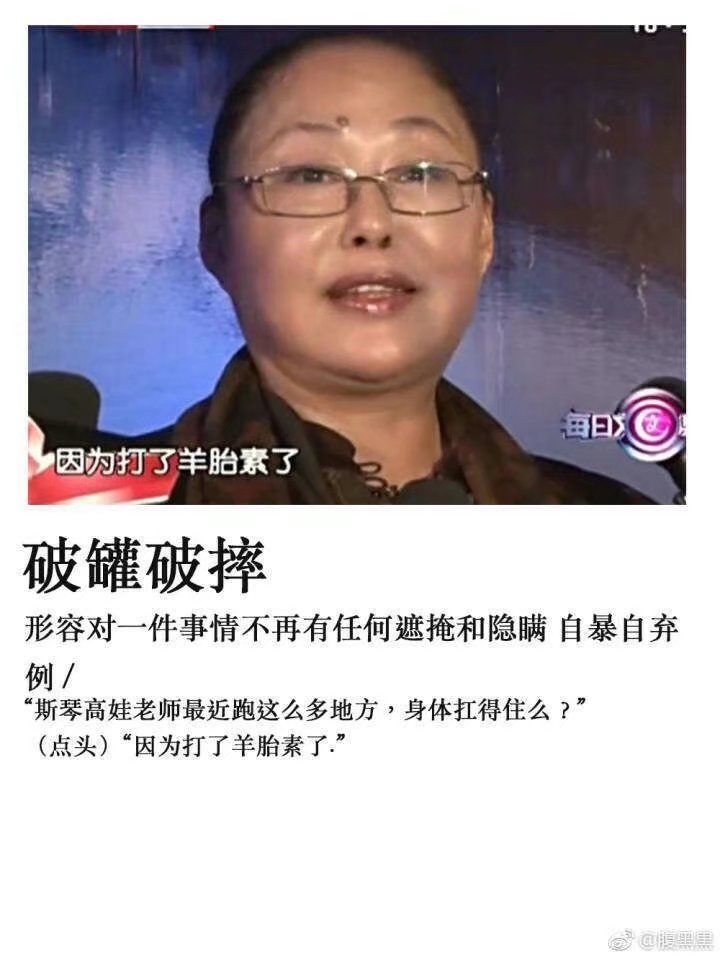 因为打了羊胎素了
每日文
破罐破摔
形容对一件事情不再有任何遮掩和隐瞒 自暴自弃
例 /
“斯琴高娃老师最近跑这么多地方，身体扛得住么？”
（点头）“因为打了羊胎素了.”
@腹黑黒